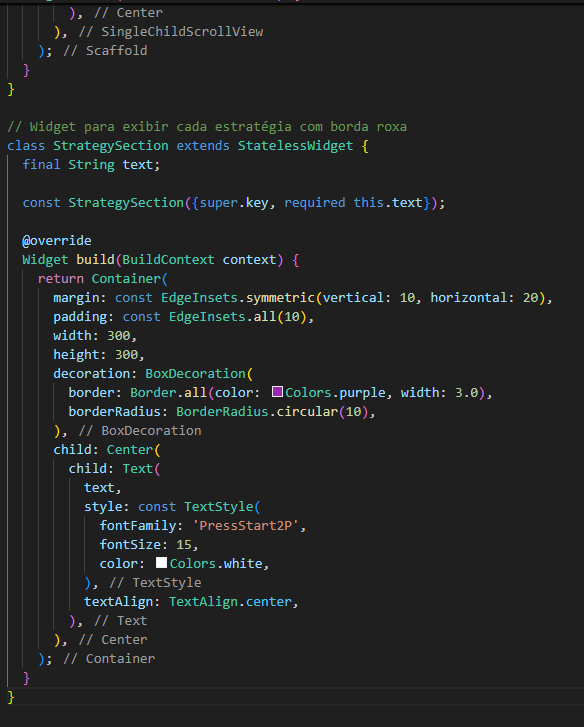 ), // Center
), // SingleChildScrollView
); // Scaffold
}
}
// Widget para exibir cada estratégia com borda roxa
class StrategySection extends StatelessWidget {
final String text;
const StrategySection({super.key, required this.text});
@override
Widget build(BuildContext context) {
return Container(
margin: const EdgeInsets.symmetric(vertical: 10, horizontal: 20),
padding: const EdgeInsets.all(10),
width: 300,
height: 300,
decoration: BoxDecoration(
border: Border.all(color: Colors.purple, width: 3.0),
borderRadius: BorderRadius.circular(10),
), // BoxDecoration
child: Center(
child: Text(
text,
style: const TextStyle(
fontFamily: 'PressStart2P',
fontSize: 15,
color: Colors.white,
), // TextStyle
textAlign: TextAlign.center,
), // Text
), // Center
); // Container
}
}